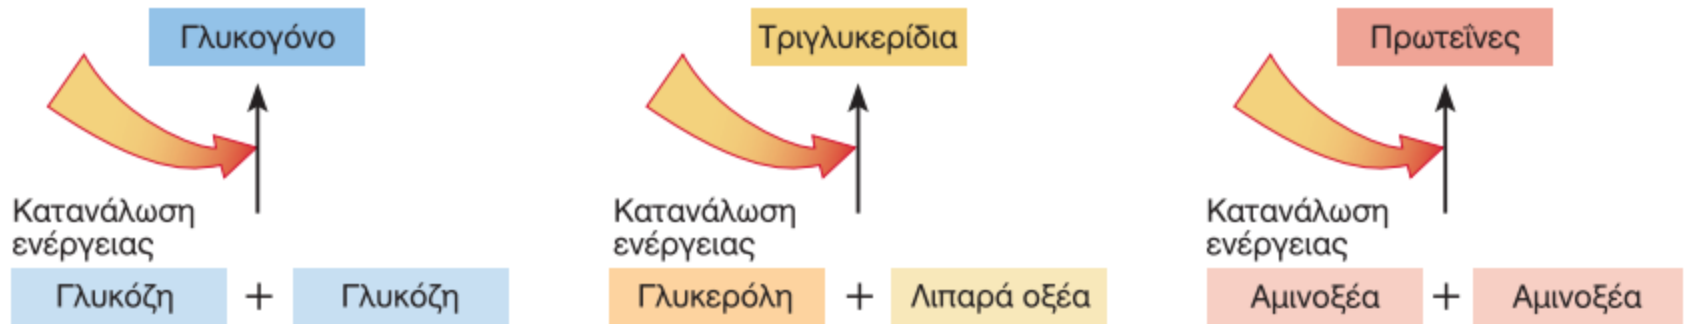 Γλυκογόνο
Κατανάλωση
ενέργειας
Γλυκόζη + Γλυκόζη
Τριγλυκερίδια
Κατανάλωση
ενέργειας
Γλυκερόλη + Λιπαρά οξέα
Πρωτεΐνες
Κατανάλωση
ενέργειας
Αμινοξέα + Αμινοξέα